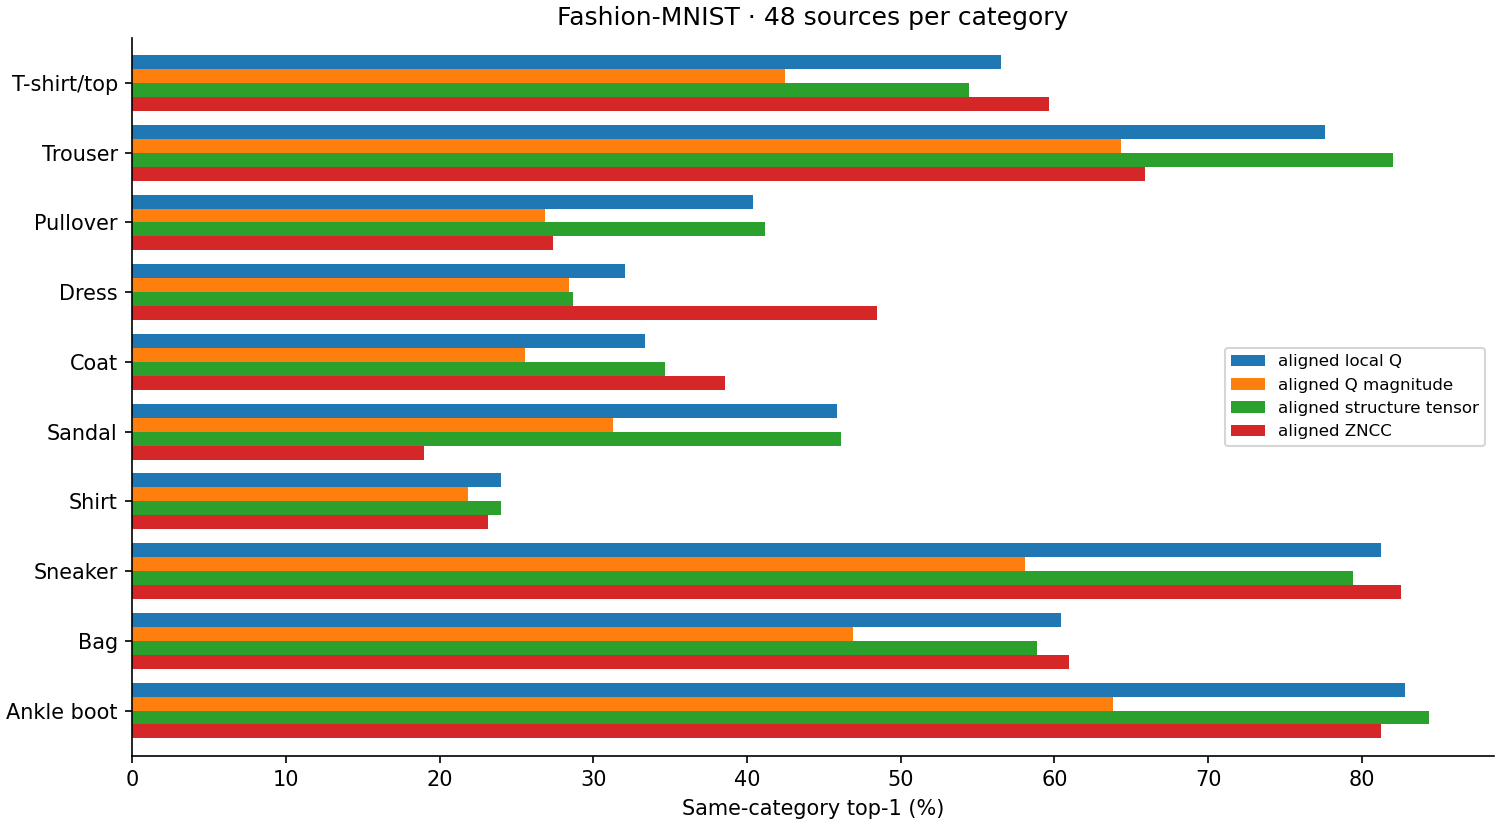 Fashion-MNIST · 48 sources per category
T-shirt/top
Trouser
Pullover
Dress
Coat
Sandal
Shirt
Sneaker
Bag
Ankle boot
aligned local Q
aligned Q magnitude
aligned structure tensor
aligned ZNCC
0 10 20 30 40 50 60 70 80
Same-category top-1 (%)